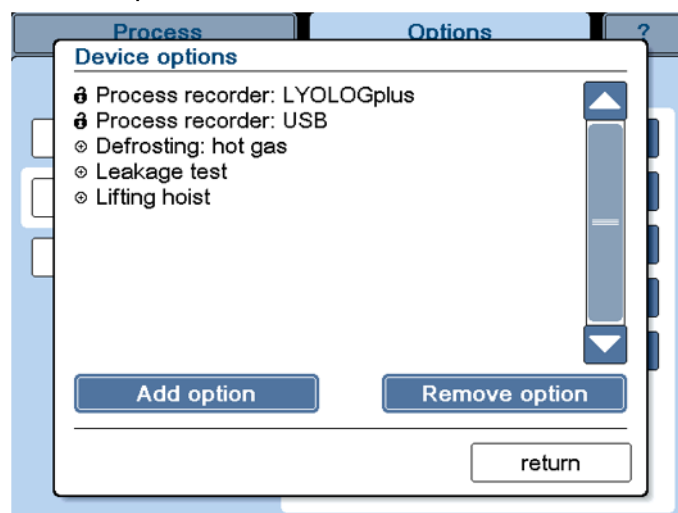 Process Options ?
Device options
Process recorder: LYOLOGplus
Process recorder: USB
Defrosting: hot gas
Leakage test
Lifting hoist
Add option Remove option
return